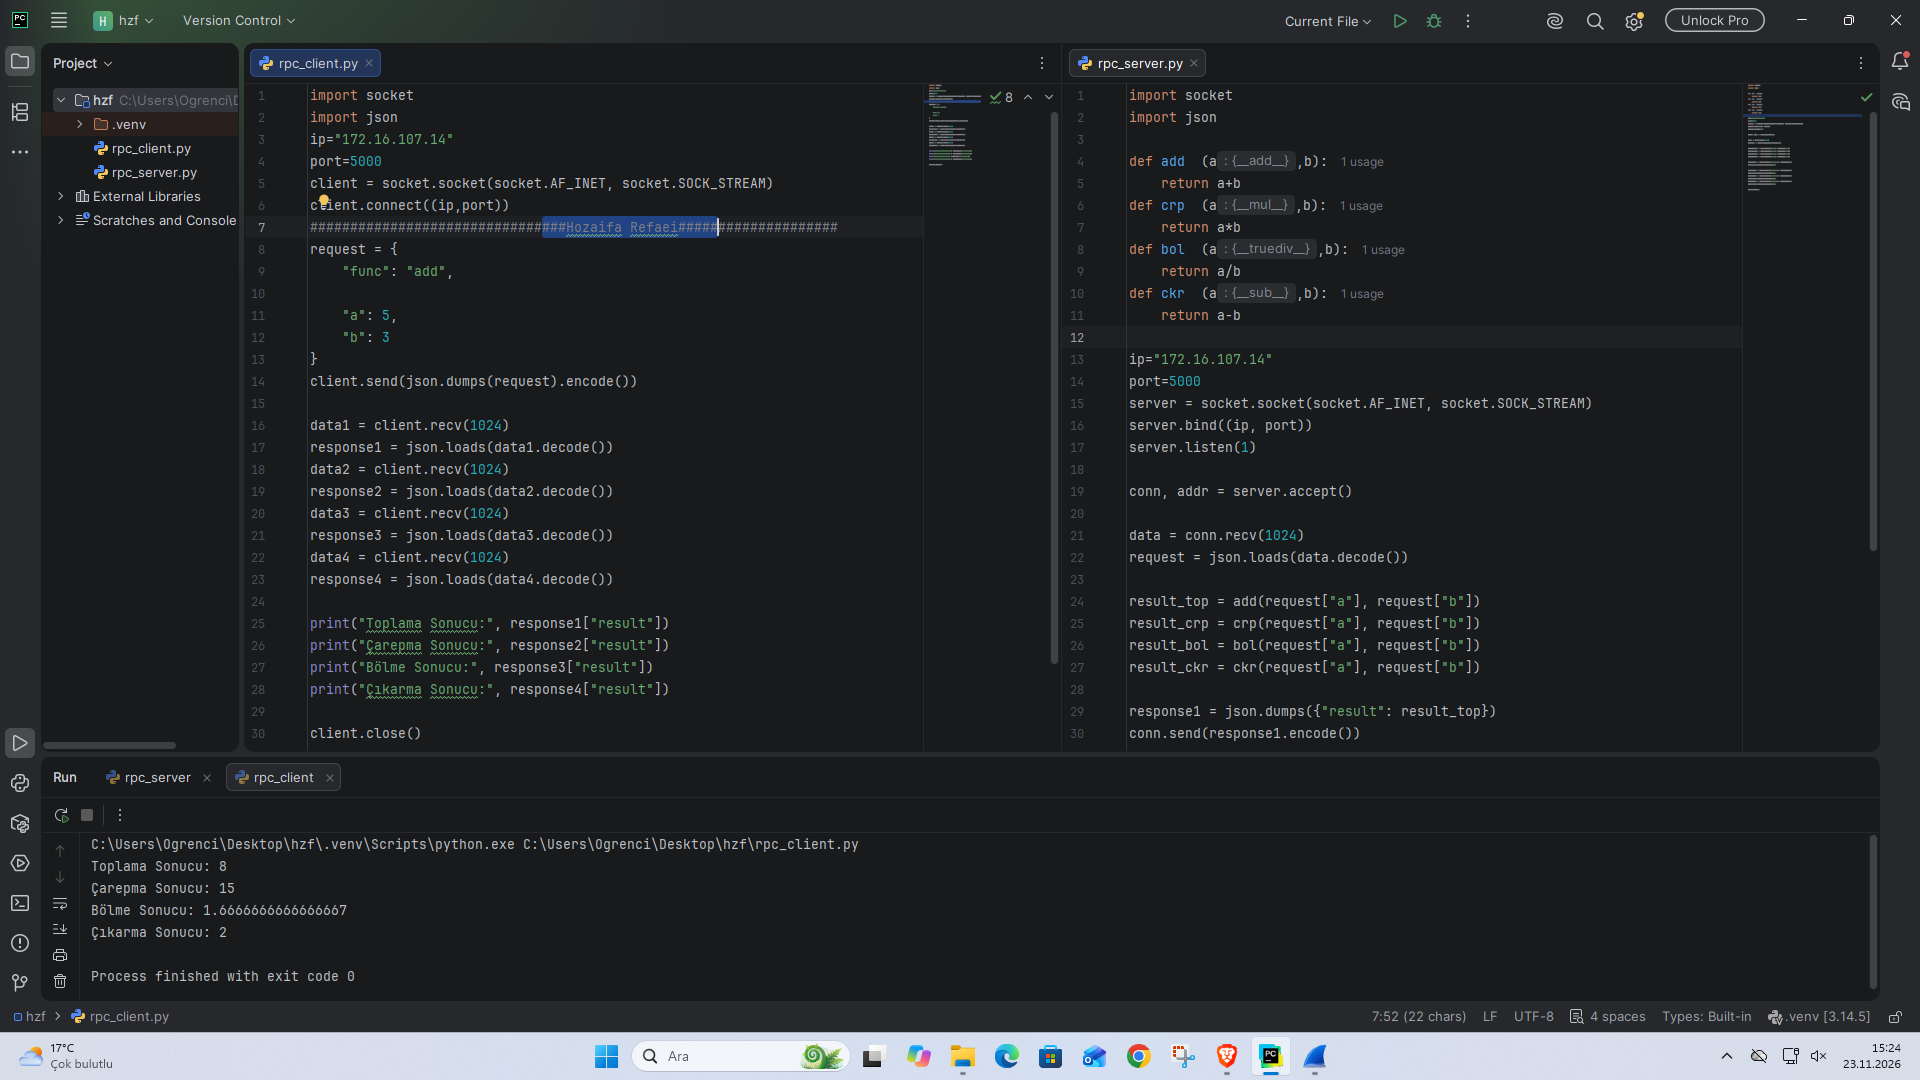 PC
H hzf
Version Control
Current File
Unlock Pro
Project
hzf C:\Users\Ogrenci\D
.venv
rpc_client.py
rpc_server.py
External Libraries
Scratches and Console
rpc_client.py
8
1 import socket
2 import json
3 ip="172.16.107.14"
4 port=5000
5 client = socket.socket(socket.AF_INET, socket.SOCK_STREAM)
6 client.connect((ip,port))
7 ################################Hozaifa Refaei####################
8 request = {
9 "func": "add",
10
11 "a": 5,
12 "b": 3
13 }
14 client.send(json.dumps(request).encode())
15
16 data1 = client.recv(1024)
17 response1 = json.loads(data1.decode())
18 data2 = client.recv(1024)
19 response2 = json.loads(data2.decode())
20 data3 = client.recv(1024)
21 response3 = json.loads(data3.decode())
22 data4 = client.recv(1024)
23 response4 = json.loads(data4.decode())
24
25 print("Toplama Sonucu:", response1["result"])
26 print("Çarepma Sonucu:", response2["result"])
27 print("Bölme Sonucu:", response3["result"])
28 print("Çıkarma Sonucu:", response4["result"])
29
30 client.close()
rpc_server.py
1 import socket
2 import json
3
4 def add (a :{__add__} ,b): 1 usage
5 return a+b
6 def crp (a :{__mul__} ,b): 1 usage
7 return a*b
8 def bol (a :{__truediv__} ,b): 1 usage
9 return a/b
10 def ckr (a :{__sub__} ,b): 1 usage
11 return a-b
12
13 ip="172.16.107.14"
14 port=5000
15 server = socket.socket(socket.AF_INET, socket.SOCK_STREAM)
16 server.bind((ip, port))
17 server.listen(1)
18
19 conn, addr = server.accept()
20
21 data = conn.recv(1024)
22 request = json.loads(data.decode())
23
24 result_top = add(request["a"], request["b"])
25 result_crp = crp(request["a"], request["b"])
26 result_bol = bol(request["a"], request["b"])
27 result_ckr = ckr(request["a"], request["b"])
28
29 response1 = json.dumps({"result": result_top})
30 conn.send(response1.encode())
Run
rpc_server
rpc_client
C:\Users\Ogrenci\Desktop\hzf\.venv\Scripts\python.exe C:\Users\Ogrenci\Desktop\hzf\rpc_client.py
Toplama Sonucu: 8
Çarepma Sonucu: 15
Bölme Sonucu: 1.6666666666666667
Çıkarma Sonucu: 2
Process finished with exit code 0
hzf > rpc_client.py
7:52 (22 chars)
LF
UTF-8
4 spaces
Types: Built-in
.venv [3.14.5]
17°C
Çok bulutlu
Ara
PC
15:24
23.11.2026